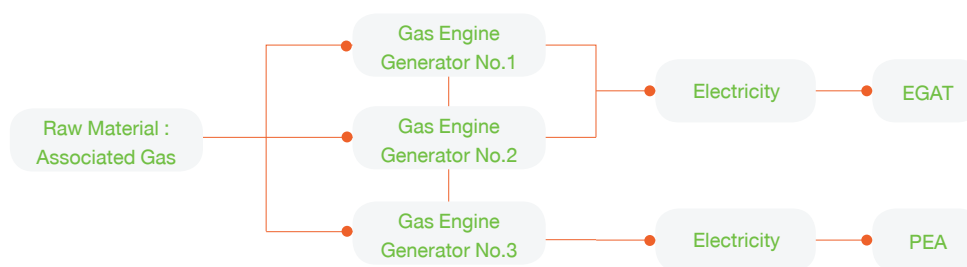 Raw Material :
Associated Gas
Gas Engine
Generator No.1
Gas Engine
Generator No.2
Gas Engine
Generator No.3
Electricity
EGAT
Electricity
PEA